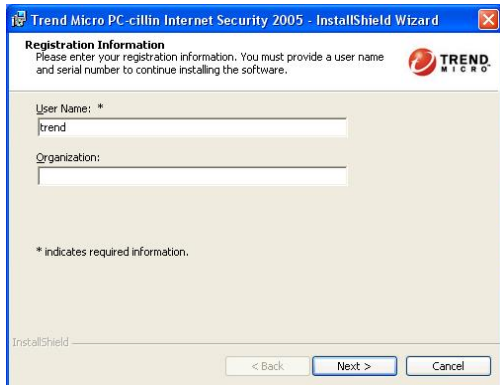 Trend Micro PC-cillin Internet Security 2005 - InstallShield Wizard
Registration Information
Please enter your registration information. You must provide a user name
and serial number to continue installing the software.
TREND
MICRO
User Name: *
trend
Organization:
* indicates required information.
InstallShield
< Back
Next >
Cancel